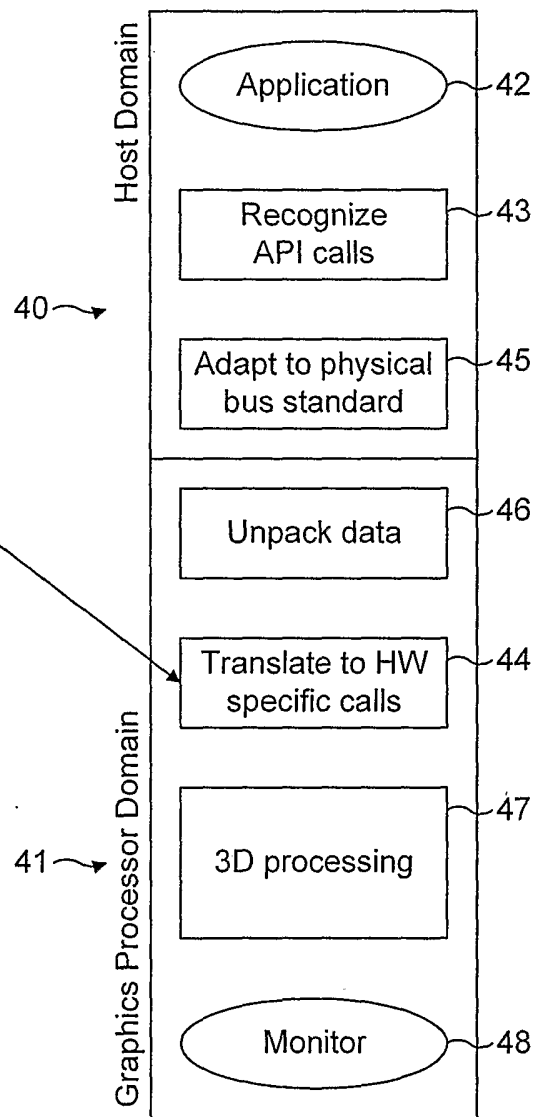 Host Domain
Application
42
Recognize
API calls
43
40
Adapt to physical
bus standard
45
Unpack data
46
Translate to HW
specific calls
44
Graphics Processor Domain
3D processing
47
41
Monitor
48